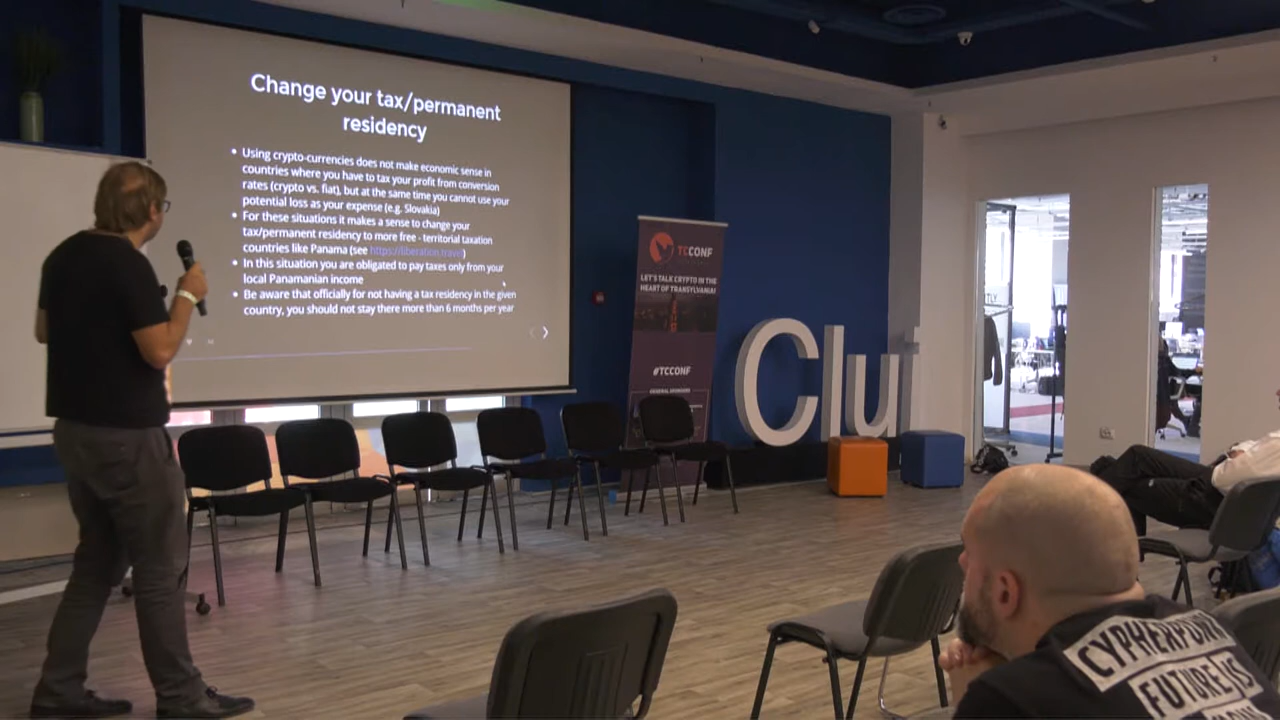 Change your tax/permanent
residency
• Using crypto-currencies does not make economic sense in
countries where you have to tax your profit from conversion
rates (crypto vs. fiat), but at the same time you cannot use your
potential loss as your expense (e.g. Slovakia)
• For these situations it makes a sense to change your
tax/permanent residency to more free - territorial taxation
countries like Panama (see https://liberation.travel)
• In this situation you are obligated to pay taxes only from your
local Panamanian income
• Be aware that officially for not having a tax residency in the given
country, you should not stay there more than 6 months per year
TCCONF
LET'S TALK CRYPTO IN THE
HEART OF TRANSYLVANIA!
#TCCONF
Cluj
CYPHERPUNK
FUTURE IS